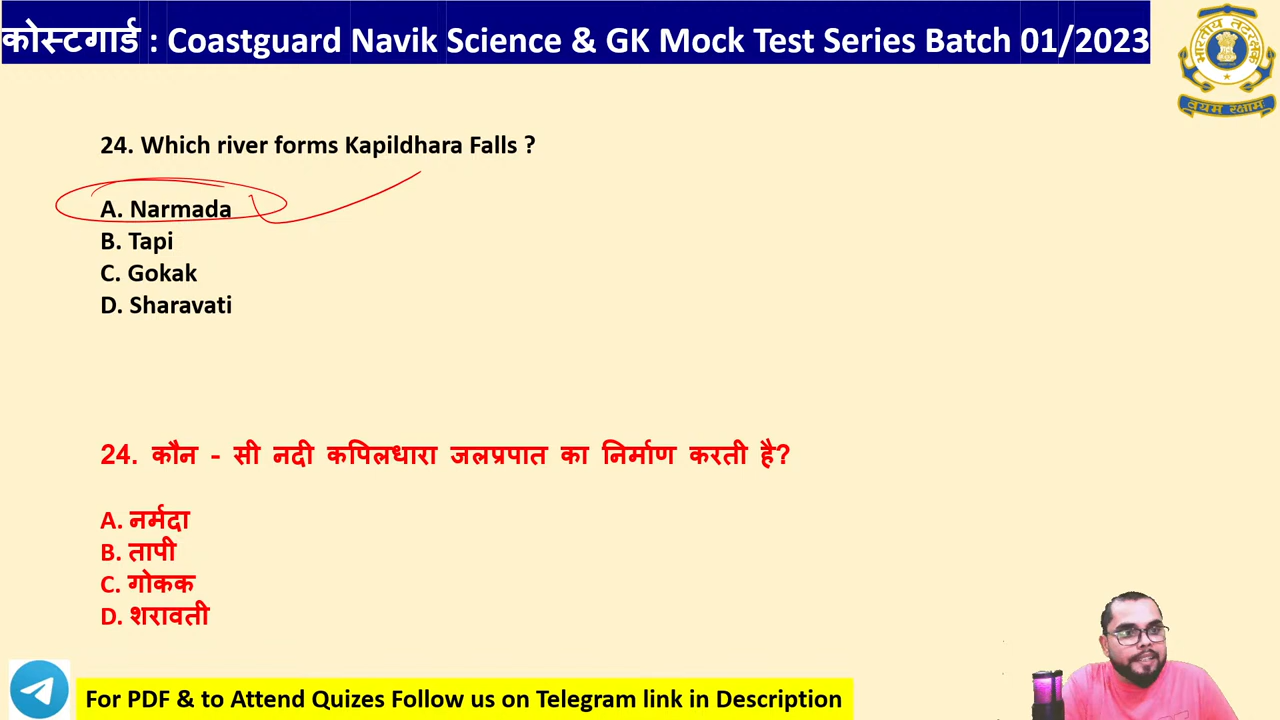 कोस्टगार्ड : Coastguard Navik Science & GK Mock Test Series Batch 01/2023
24. Which river forms Kapildhara Falls ?
A. Narmada
B. Tapi
C. Gokak
D. Sharavati
24. कौन - सी नदी कपिलधारा जलप्रपात का निर्माण करती है?
A. नर्मदा
B. तापी
C. गोकक
D. शरावती
For PDF & to Attend Quizes Follow us on Telegram link in Description